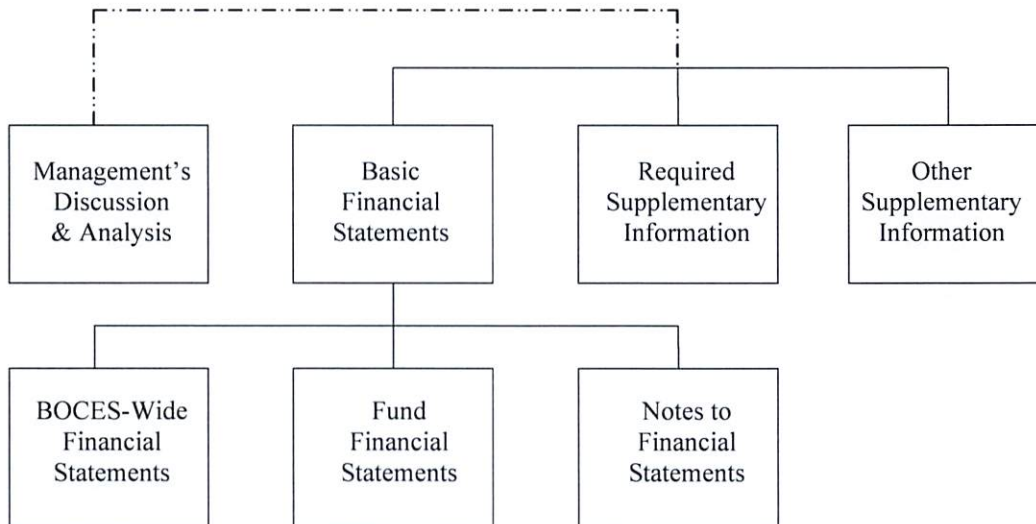 Management's
Discussion
& Analysis
Basic
Financial
Statements
Required
Supplementary
Information
Other
Supplementary
Information
BOCES-Wide
Financial
Statements
Fund
Financial
Statements
Notes to
Financial
Statements